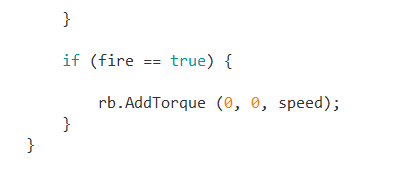 }
if (fire == true) {
rb.AddTorque (0, 0, speed);
}
}